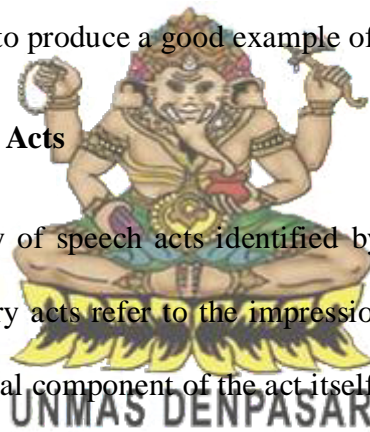 to produce a good example of
Acts
y of speech acts identified by
ry acts refer to the impressio
al component of the act itself
UNMAS DENPASAR